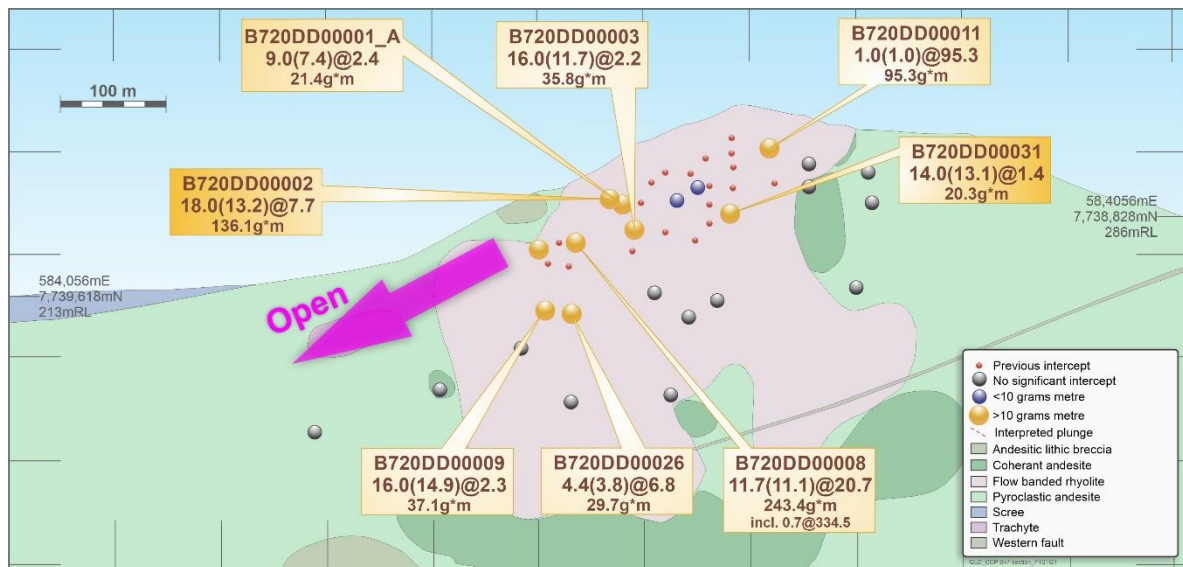 B720DD00001_A
9.0(7.4)@2.4
21.4g*m
B720DD00003
16.0(11.7)@2.2
35.8g*m
B720DD00011
1.0(1.0)@95.3
95.3g*m
100 m
B720DD00002
18.0(13.2)@7.7
136.1g*m
B720DD00031
14.0(13.1)@1.4
20.3g*m
58,4056mE
7,738,828mN
286mRL
584,056mE
7,739,618mN
213mRL
Open
B720DD00009
16.0(14.9)@2.3
37.1g*m
B720DD00026
4.4(3.8)@6.8
29.7g*m
B720DD00008
11.7(11.1)@20.7
243.4g*m
incl. 0.7@334.5
Previous intercept
No significant intercept
<10 grams metre
>10 grams metre
Interpreted plunge
Andesitic lithic breccia
Coherant andesite
Flow banded rhyolite
Pyroclastic andesite
Scree
Trachyte
Western fault